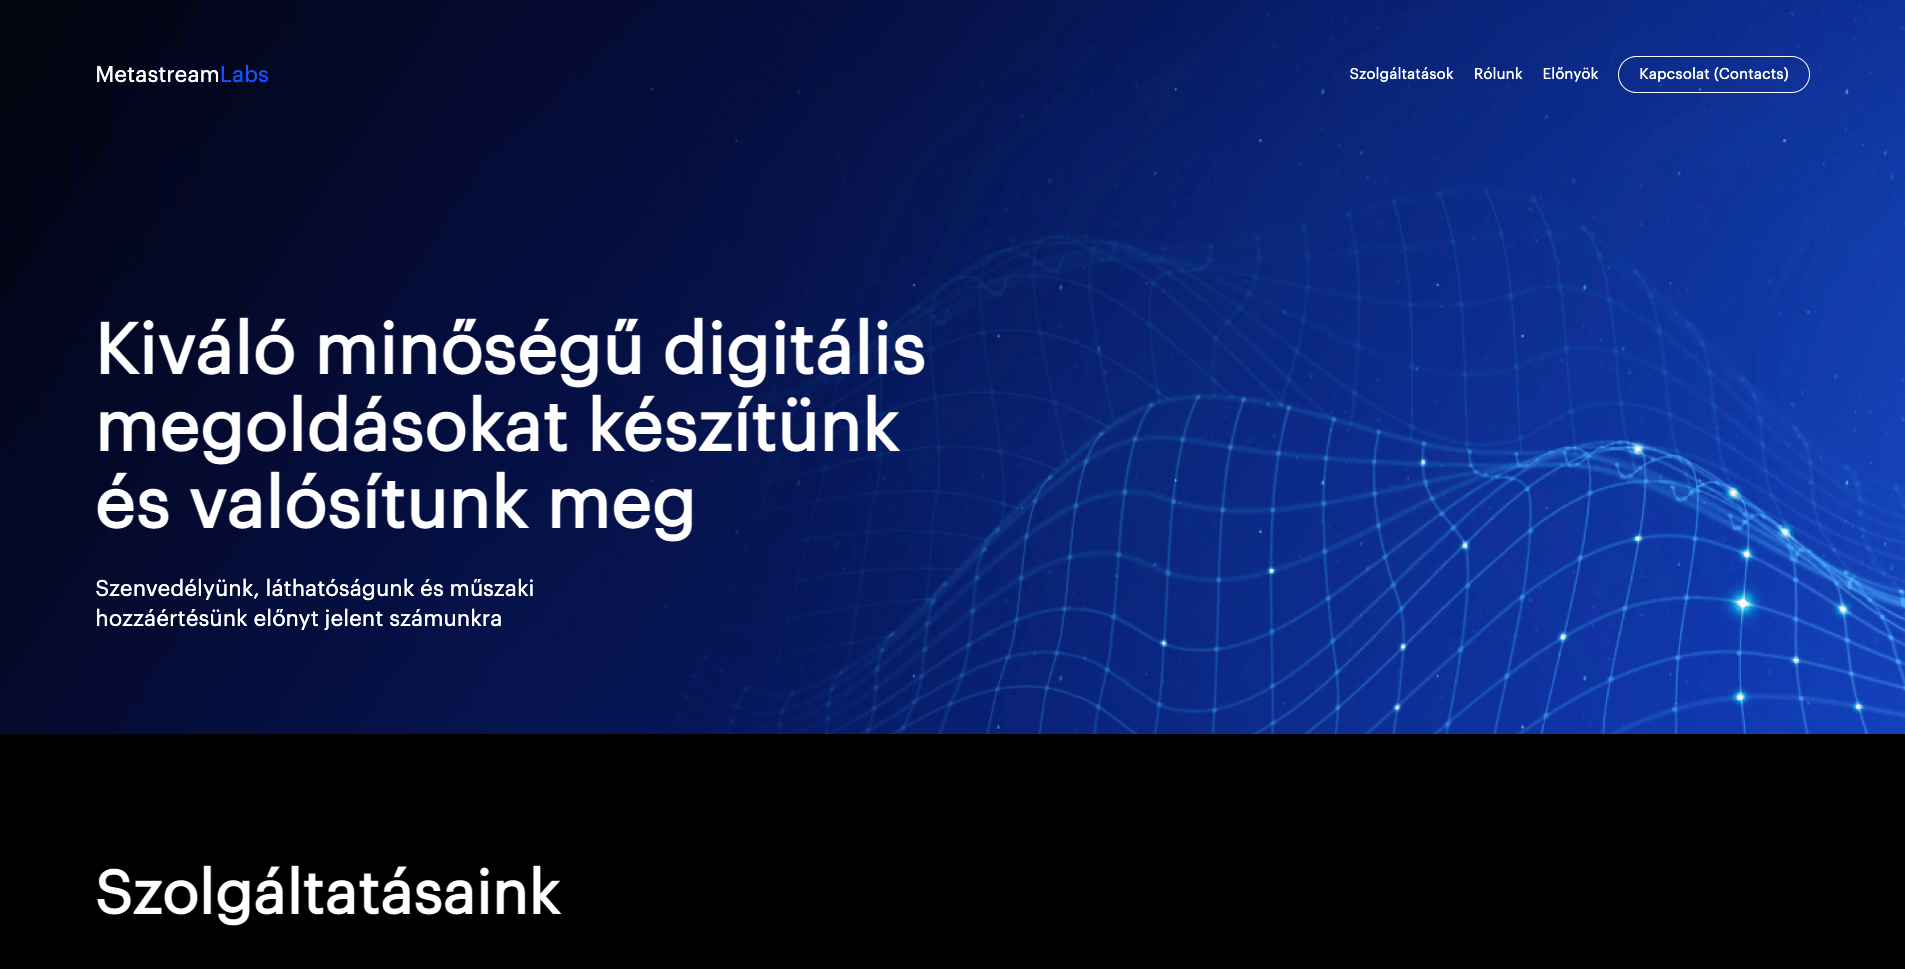 MetastreamLabs
Szolgáltatások Rólunk Előnyök Kapcsolat (Contacts)
Kiváló minőségű digitális
megoldásokat készítünk
és valósítunk meg
Szenvedélyünk, láthatóságunk és műszaki
hozzáértésünk előnyt jelent számunkra
Szolgáltatásaink